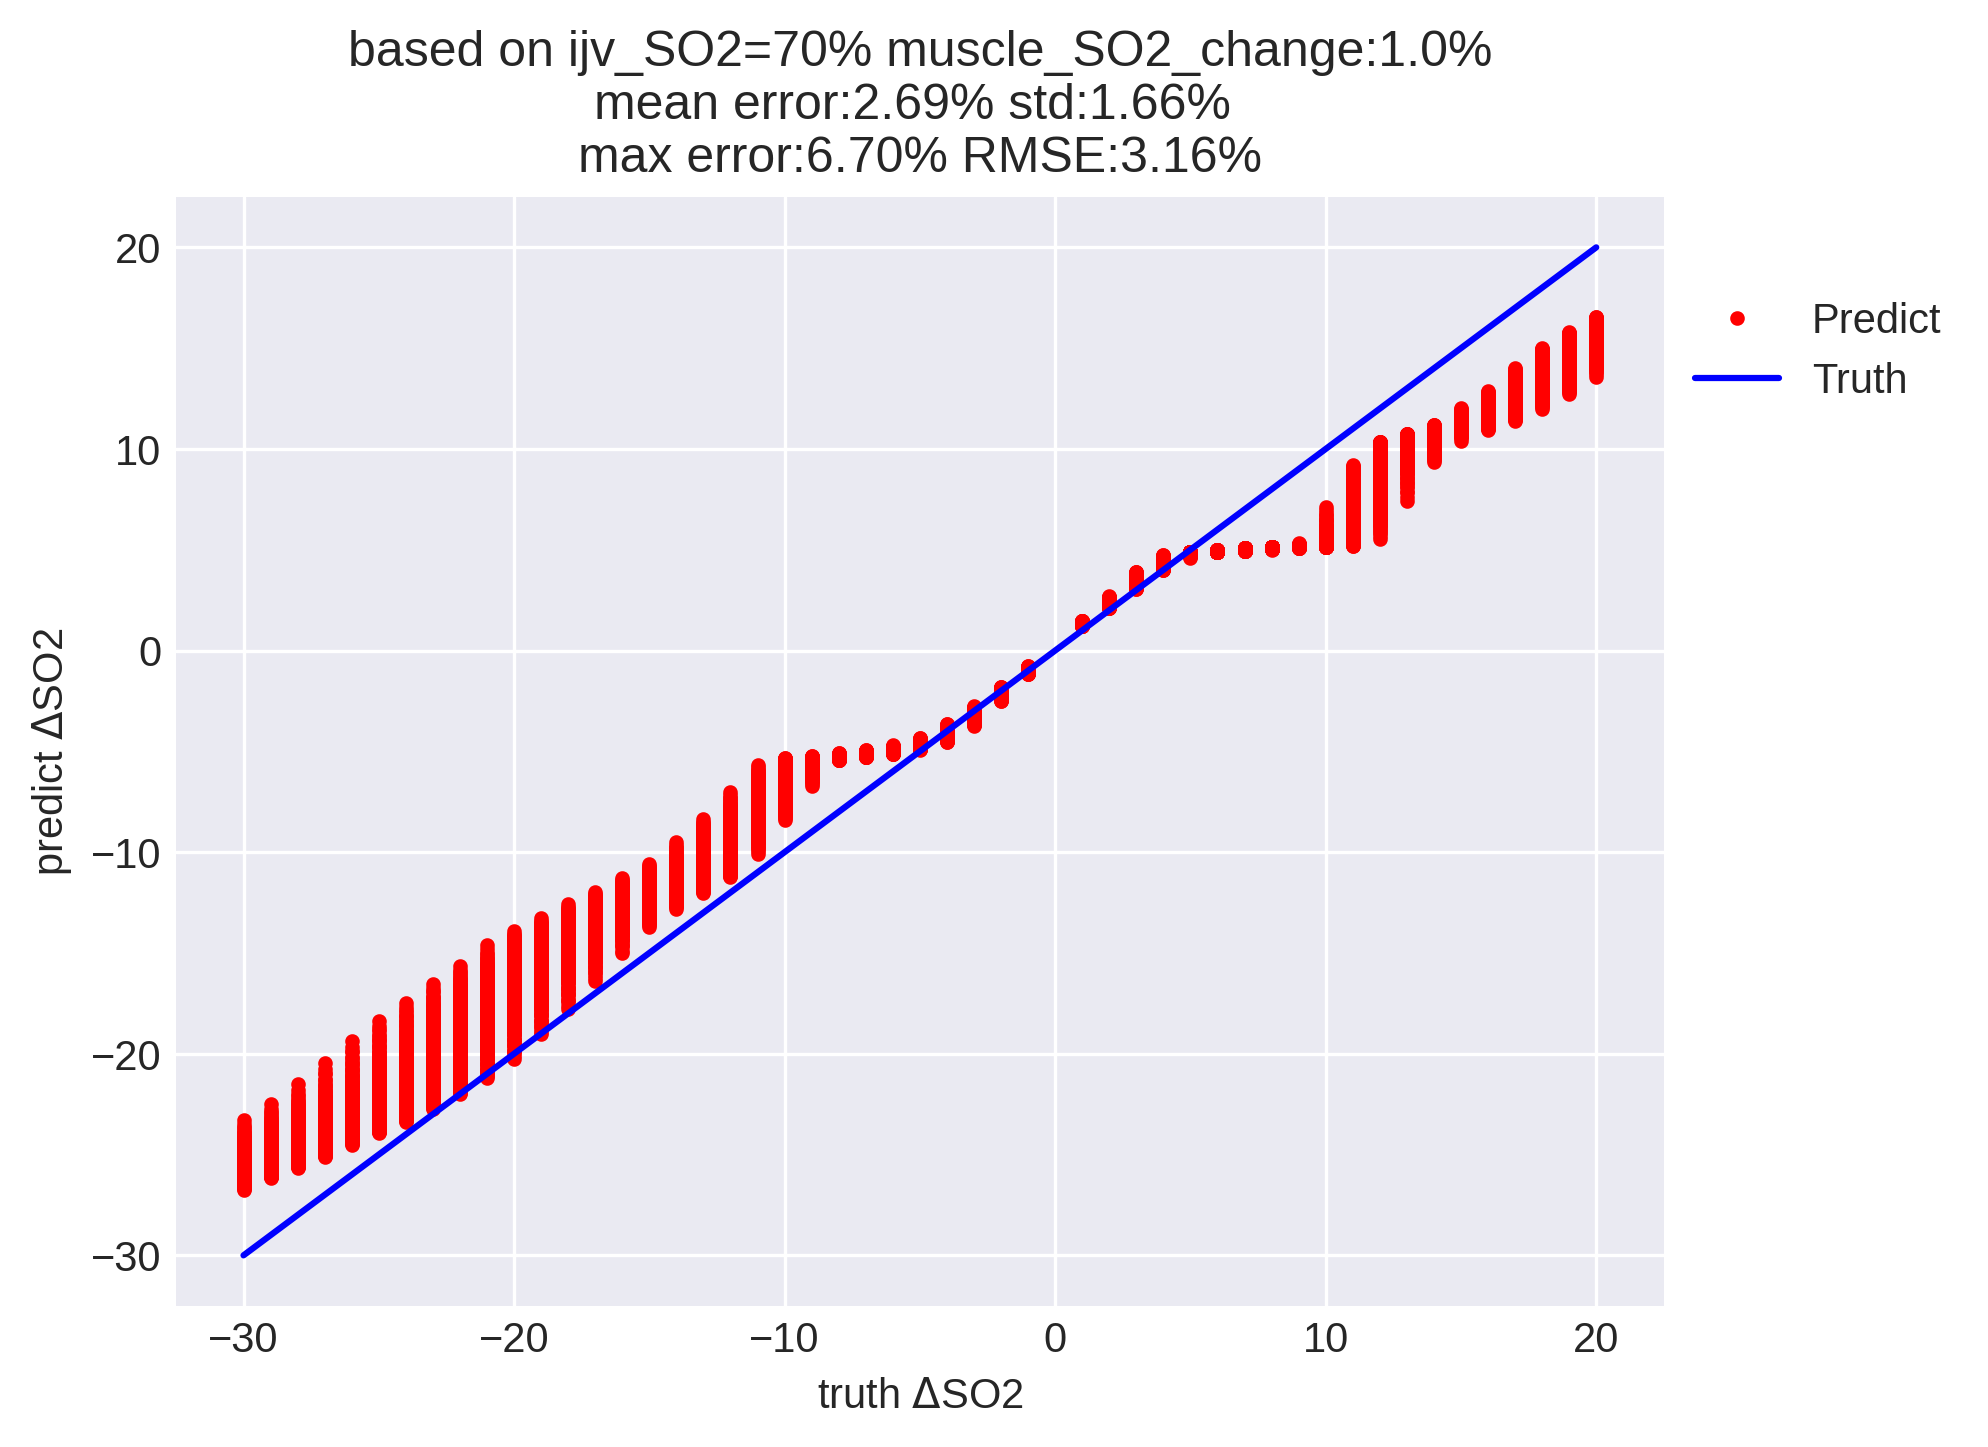 based on ijv_SO2=70% muscle_SO2_change:1.0%
mean error:2.69% std:1.66%
max error:6.70% RMSE:3.16%
20
10
0
−10
−20
−30
predict ΔSO2
−30 −20 −10 0 10 20
truth ΔSO2
Predict
Truth